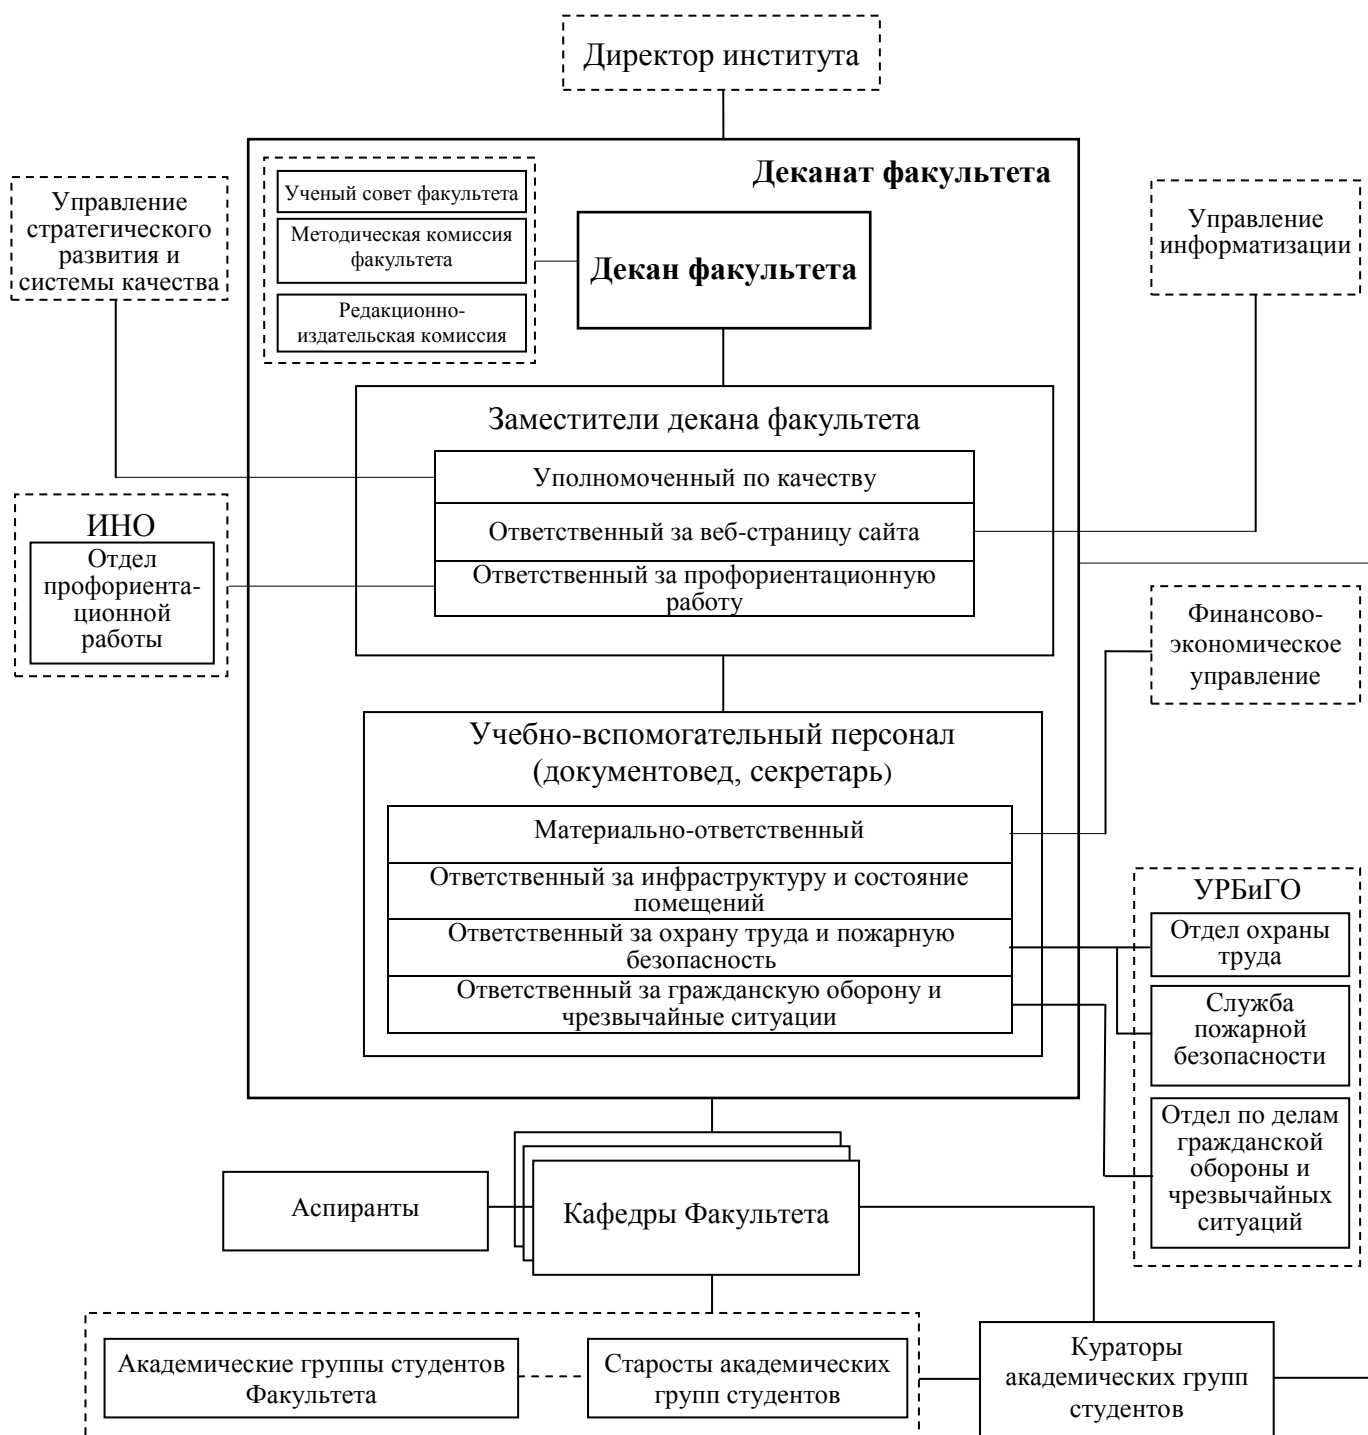 Директор института
Деканат факультета
Ученый совет факультета
Методическая комиссия
факультета
Редакционно-
издательская комиссия
Декан факультета
Управление
стратегического
развития и
системы качества
Управление
информатизации
Заместители декана факультета
Уполномоченный по качеству
Ответственный за веб-страницу сайта
Ответственный за профориентационную
работу
ИНО
Отдел
профориента-
ционной
работы
Финансово-
экономическое
управление
Учебно-вспомогательный персонал
(документовед, секретарь)
Материально-ответственный
Ответственный за инфраструктуру и состояние
помещений
Ответственный за охрану труда и пожарную
безопасность
Ответственный за гражданскую оборону и
чрезвычайные ситуации
УРБиГО
Отдел охраны
труда
Служба
пожарной
безопасности
Отдел по делам
гражданской
обороны и
чрезвычайных
ситуаций
Аспиранты
Кафедры Факультета
Академические группы студентов
Факультета
Старосты академических
групп студентов
Кураторы
академических групп
студентов